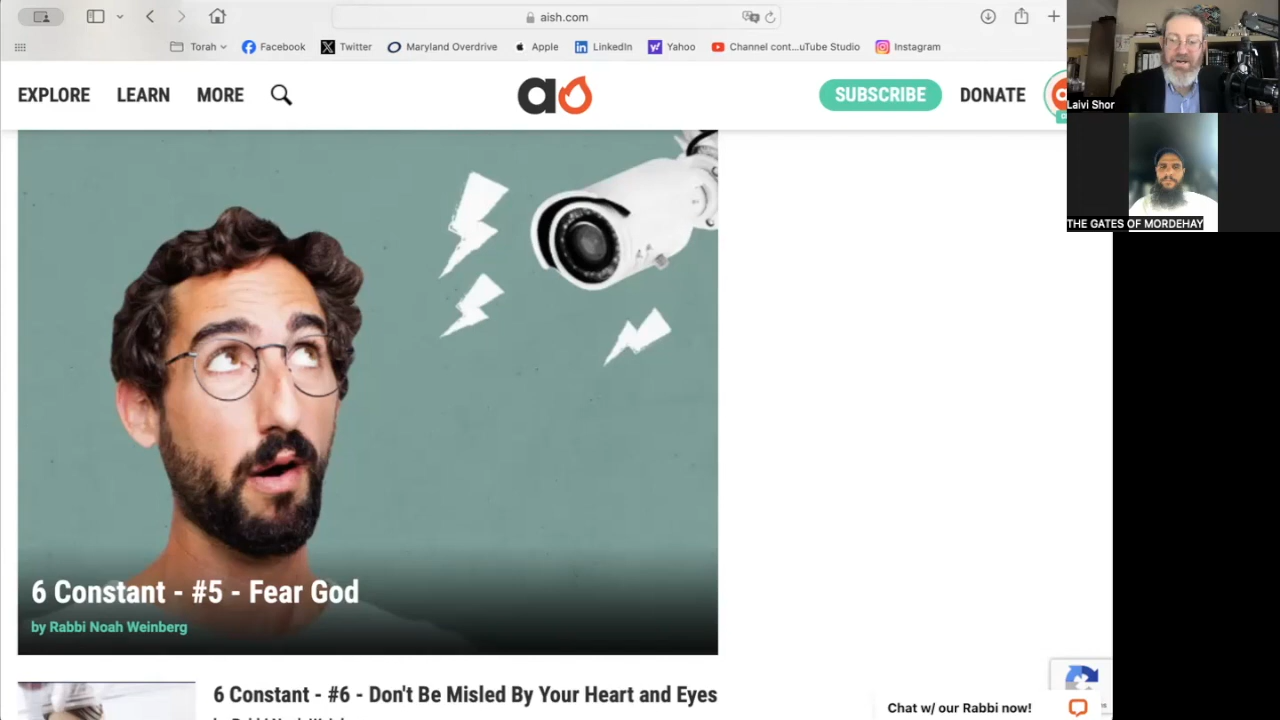 aish.com
Torah
Facebook
Twitter
Maryland Overdrive
Apple
LinkedIn
Yahoo
Channel cont...uTube Studio
Instagram
EXPLORE
LEARN
MORE
SUBSCRIBE
DONATE
Laivi Shor
THE GATES OF MORDEHAY
6 Constant - #5 - Fear God
by Rabbi Noah Weinberg
6 Constant - #6 - Don't Be Misled By Your Heart and Eyes
Chat w/ our Rabbi now!